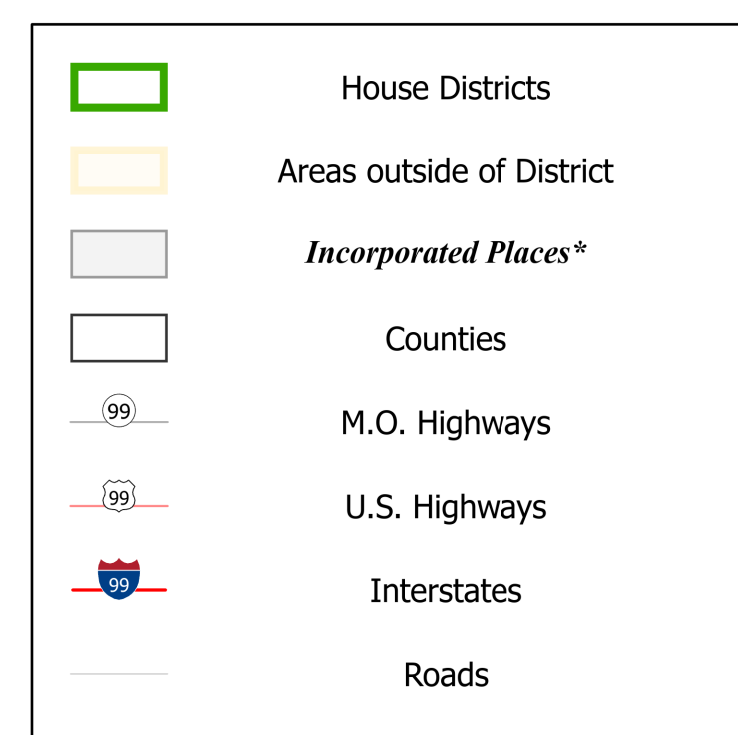 House Districts
Areas outside of District
Incorporated Places*
Counties
99
M.O. Highways
99
U.S. Highways
99
Interstates
Roads